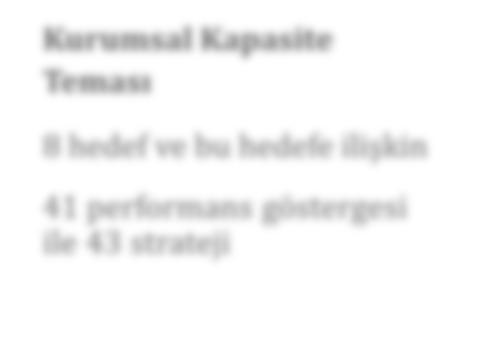 Kurumsal Kapasite
Teması
8 hedef ve bu hedefe ilişkin
41 performans göstergesi
ile 43 strateji